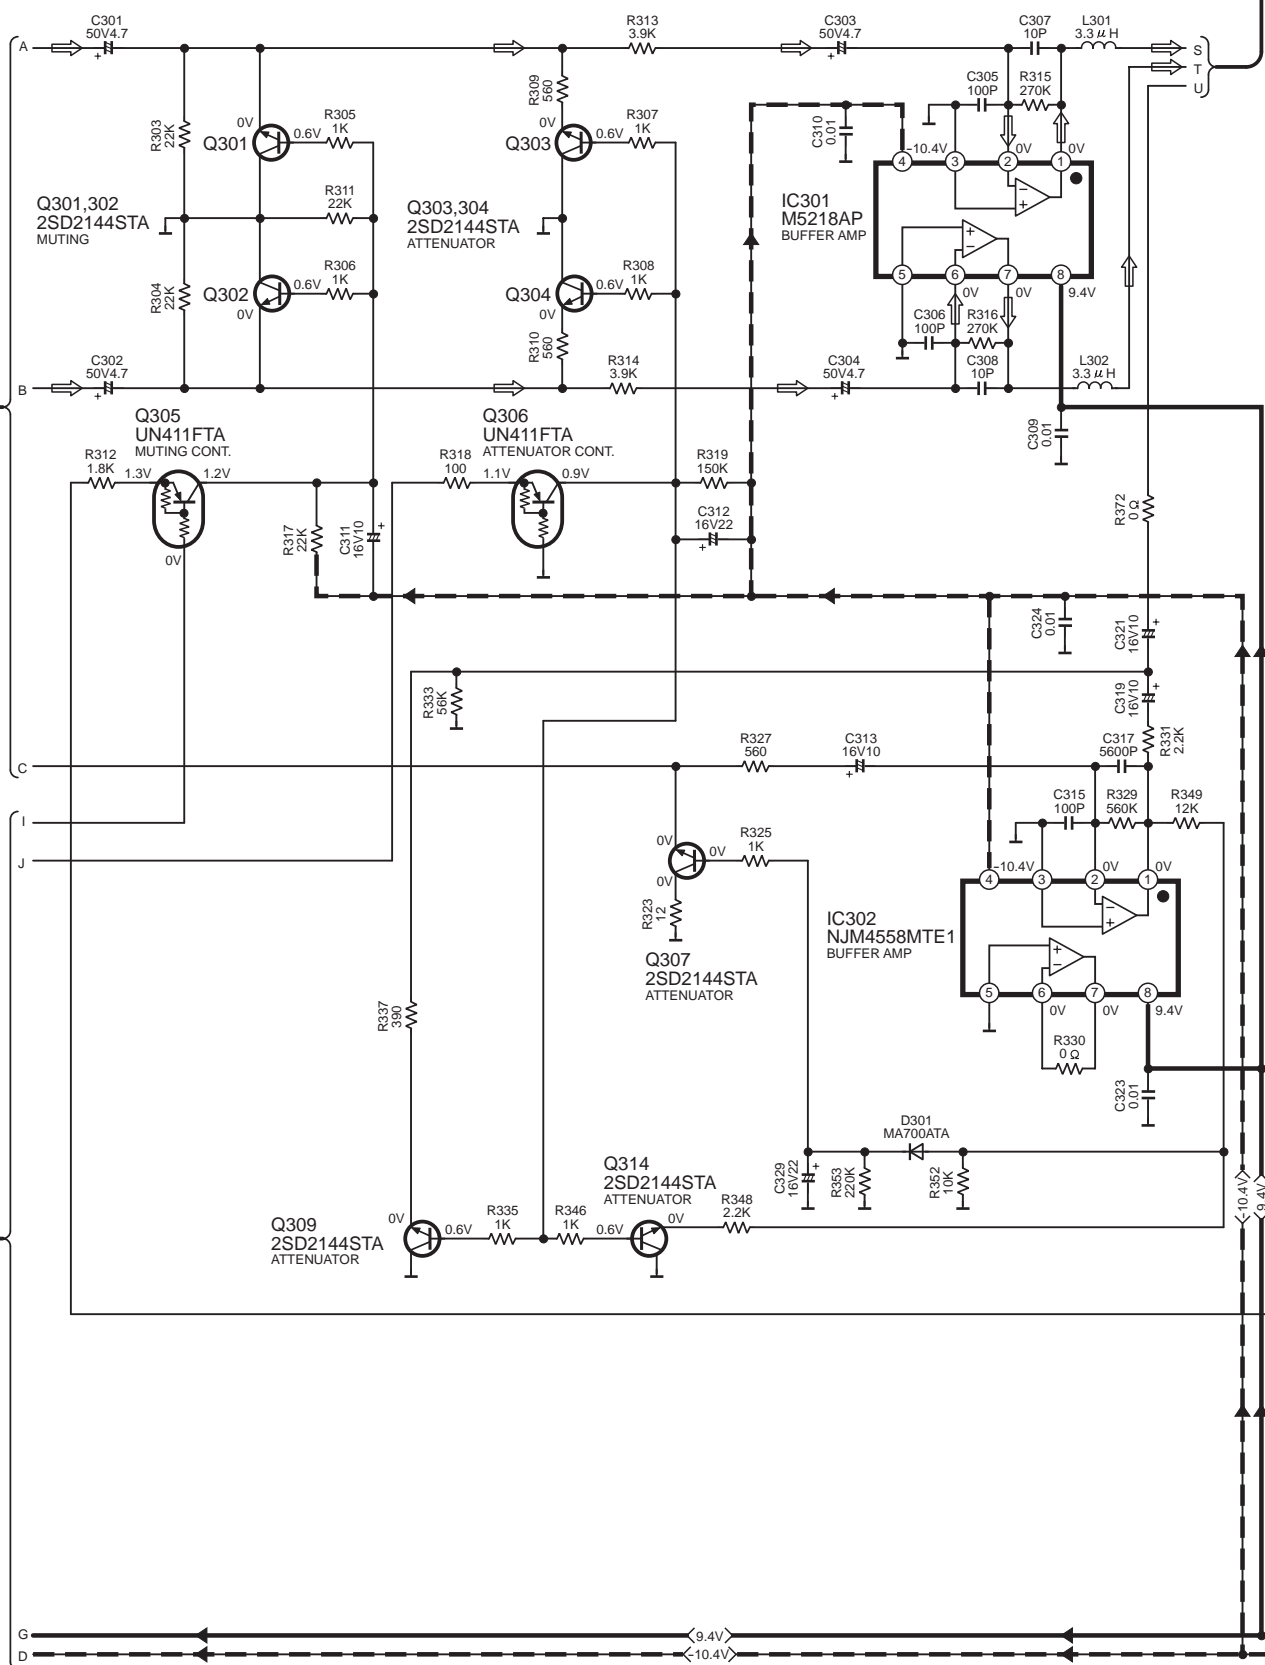 C301
50V4.7
+
R313
3.9K
C303
50V4.7
+
C307
10P
L301
3.3 μ H
A
S
T
U
R309
560
C305
100P
R315
270K
R303
22K
0V
Q301
0.6V
R305
1K
0V
Q303
0.6V
R307
1K
C310
0.01
4
-10.4V
3
2
0V
1
0V
Q301,302
2SD2144STA
MUTING
R311
22K
Q303,304
2SD2144STA
ATTENUATOR
IC301
M5218AP
BUFFER AMP
−
+
+
−
R304
22K
Q302
0V
0.6V
R306
1K
Q304
0V
0.6V
R308
1K
5
6
0V
7
0V
8
9.4V
R310
560
C306
100P
R316
270K
C302
50V4.7
+
R314
3.9K
C304
50V4.7
+
C308
10P
L302
3.3 μ H
B
Q305
UN411FTA
MUTING CONT.
Q306
UN411FTA
ATTENUATOR CONT.
C309
0.01
R312
1.8K
1.3V
1.2V
R318
100
1.1V
0.9V
R319
150K
R372
0 Ω
R317
22K
C311
16V10
+
C312
16V22
+
0V
C324
0.01
C321
16V10
+
R333
56K
C319
16V10
+
R327
560
C313
16V10
+
C317
5600P
R331
2.2K
C
C315
100P
R329
560K
R349
12K
I
J
0V
0V
R325
1K
0V
4
-10.4V
3
2
0V
1
0V
R323
12
IC302
NJM4558MTE1
BUFFER AMP
−
+
+
−
Q307
2SD2144STA
ATTENUATOR
5
6
0V
7
0V
8
9.4V
R337
390
R330
0 Ω
C323
0.01
D301
MA700ATA
Q314
2SD2144STA
ATTENUATOR
C329
16V22
+
R353
220K
R352
10K
-10.4V
9.4V
Q309
2SD2144STA
ATTENUATOR
0V
0.6V
R335
1K
R346
1K
0.6V
0V
R348
2.2K
G
9.4V
D
-10.4V